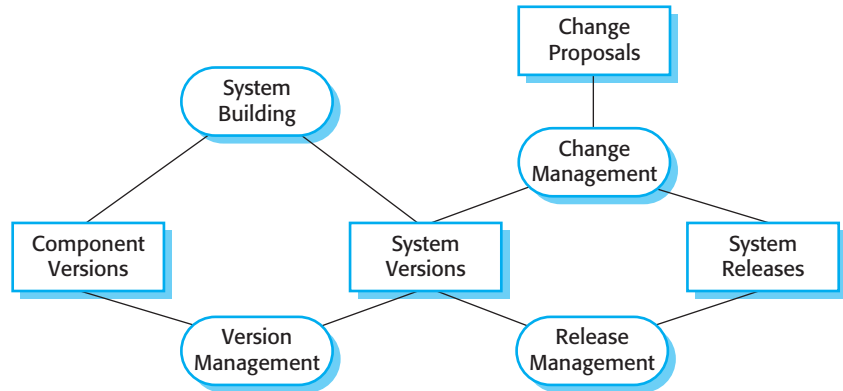 Change
Proposals
System
Building
Change
Management
Component
Versions
System
Versions
System
Releases
Version
Management
Release
Management